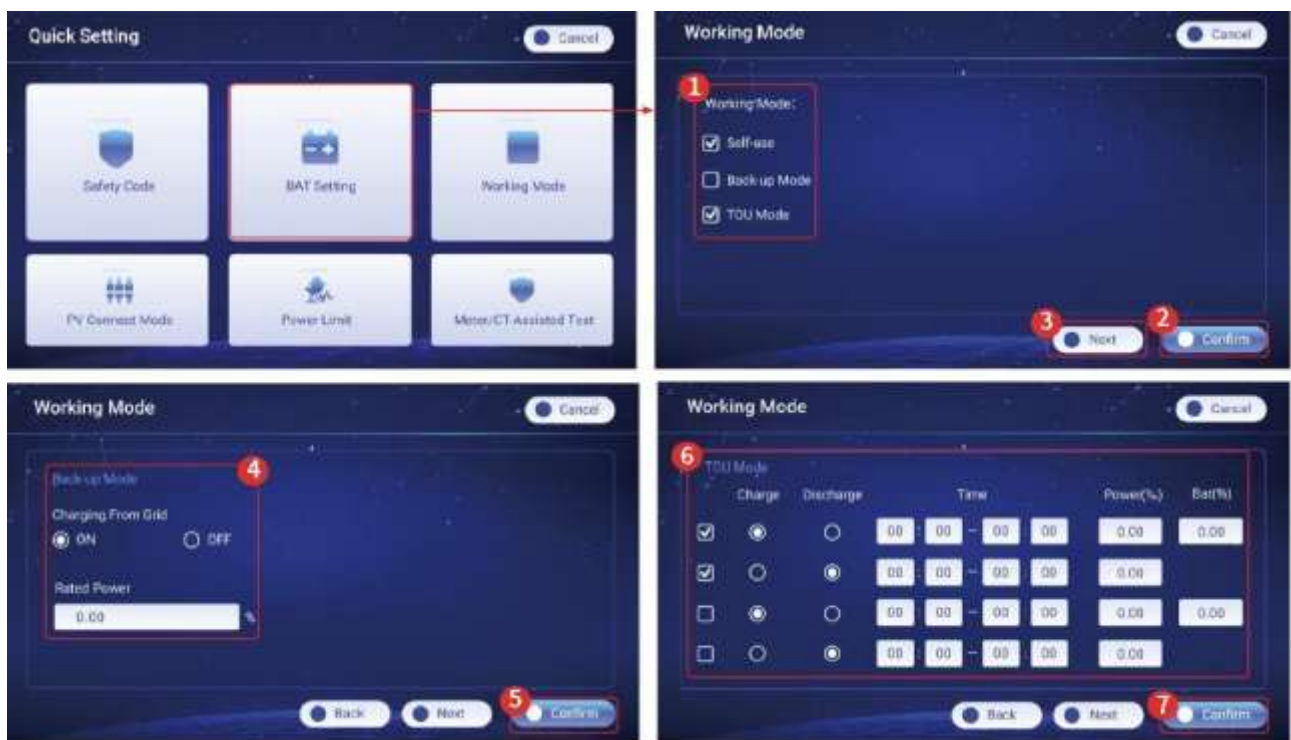 Quick Setting
Cancel
Safety Code
BAT Setting
Working Mode
PV Connect Mode
Power Limit
Meter/CT Assisted Test
Working Mode
Cancel
1
Working Mode:
Self-use
Back-up Mode
TOU Mode
3 Next
2 Confirm
Working Mode
Cancel
4
Back-up Mode
Charging From Grid
ON OFF
Rated Power
0.00 %
Back Next
5 Confirm
Working Mode
Cancel
6
TOU Mode
Charge Discharge Time Power(‰) Bat(%)
00 : 00 – 00 : 00 0.00 0.00
00 : 00 – 00 : 00 0.00
00 : 00 – 00 : 00 0.00 0.00
00 : 00 – 00 : 00 0.00
Back Next
7 Confirm